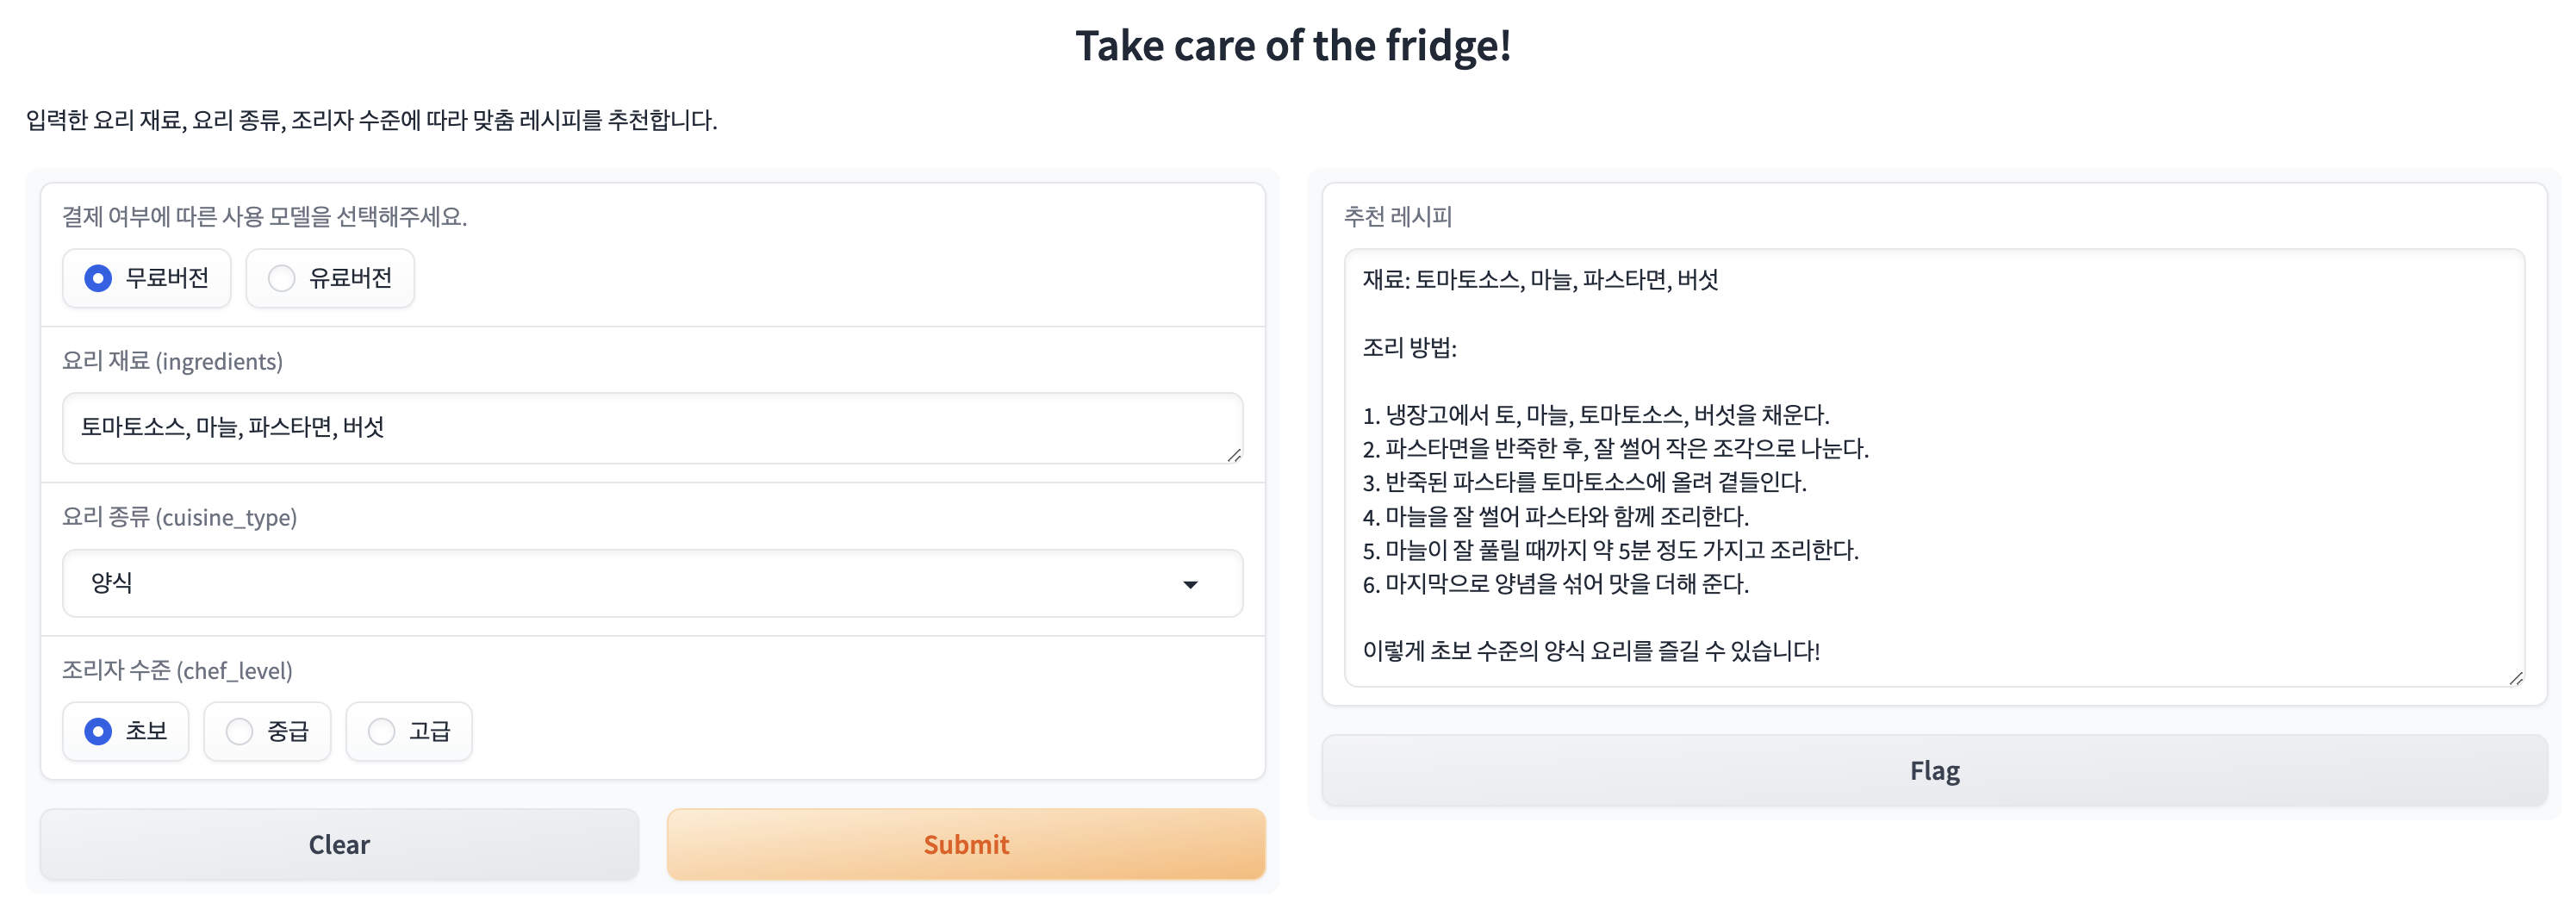 Take care of the fridge!
입력한 요리 재료, 요리 종류, 조리자 수준에 따라 맞춤 레시피를 추천합니다.
결제 여부에 따른 사용 모델을 선택해주세요.
무료버전
유료버전
요리 재료 (ingredients)
토마토소스, 마늘, 파스타면, 버섯
요리 종류 (cuisine_type)
양식
조리자 수준 (chef_level)
초보
중급
고급
Clear
Submit
추천 레시피
재료: 토마토소스, 마늘, 파스타면, 버섯
조리 방법:
1. 냉장고에서 토, 마늘, 토마토소스, 버섯을 채운다.
2. 파스타면을 반죽한 후, 잘 썰어 작은 조각으로 나눈다.
3. 반죽된 파스타를 토마토소스에 올려 곁들인다.
4. 마늘을 잘 썰어 파스타와 함께 조리한다.
5. 마늘이 잘 풀릴 때까지 약 5분 정도 가지고 조리한다.
6. 마지막으로 양념을 섞어 맛을 더해 준다.
이렇게 초보 수준의 양식 요리를 즐길 수 있습니다!
Flag